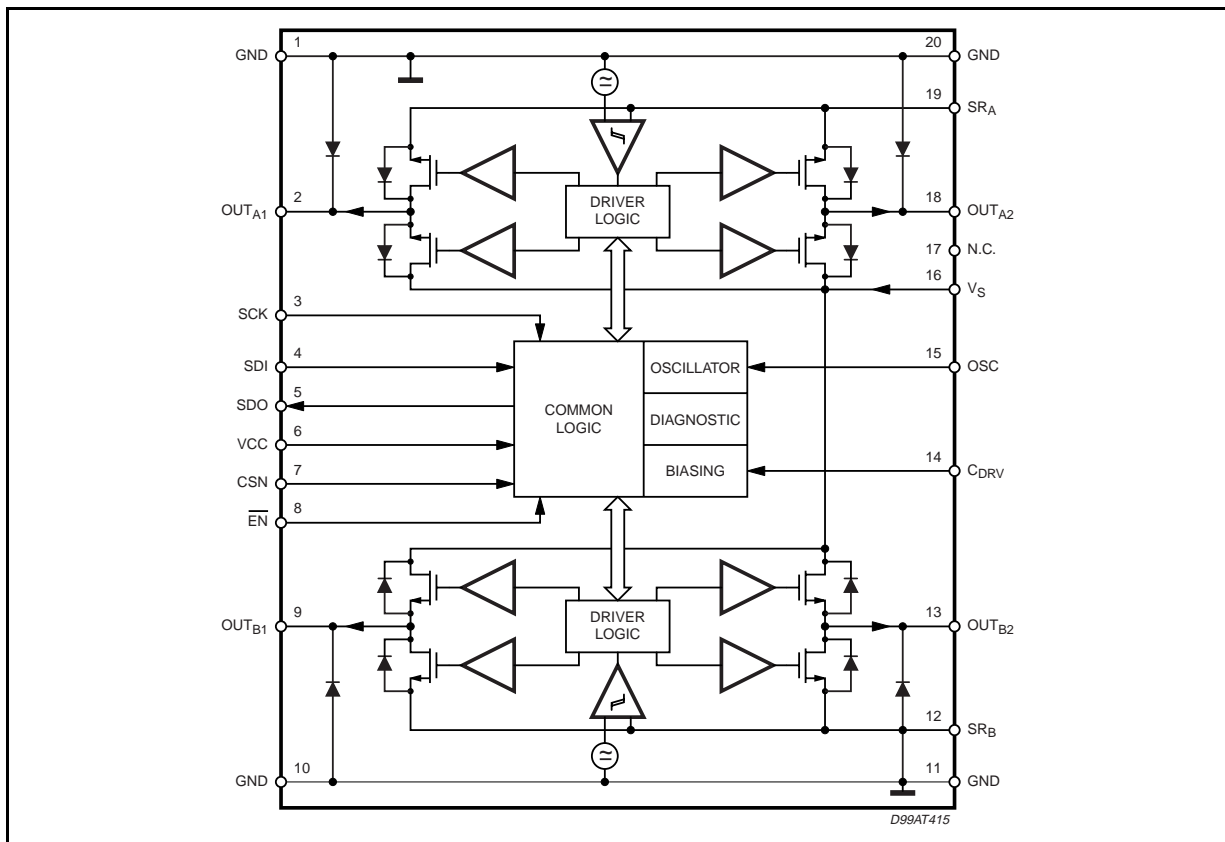 1
GND
20
GND
19
SRA
2
OUTA1
DRIVER
LOGIC
18
OUTA2
17
N.C.
16
VS
3
SCK
4
SDI
5
SDO
6
VCC
7
CSN
8
EN
COMMON
LOGIC
OSCILLATOR
DIAGNOSTIC
BIASING
15
OSC
14
CDRV
9
OUTB1
DRIVER
LOGIC
13
OUTB2
12
SRB
10
GND
11
GND
D99AT415